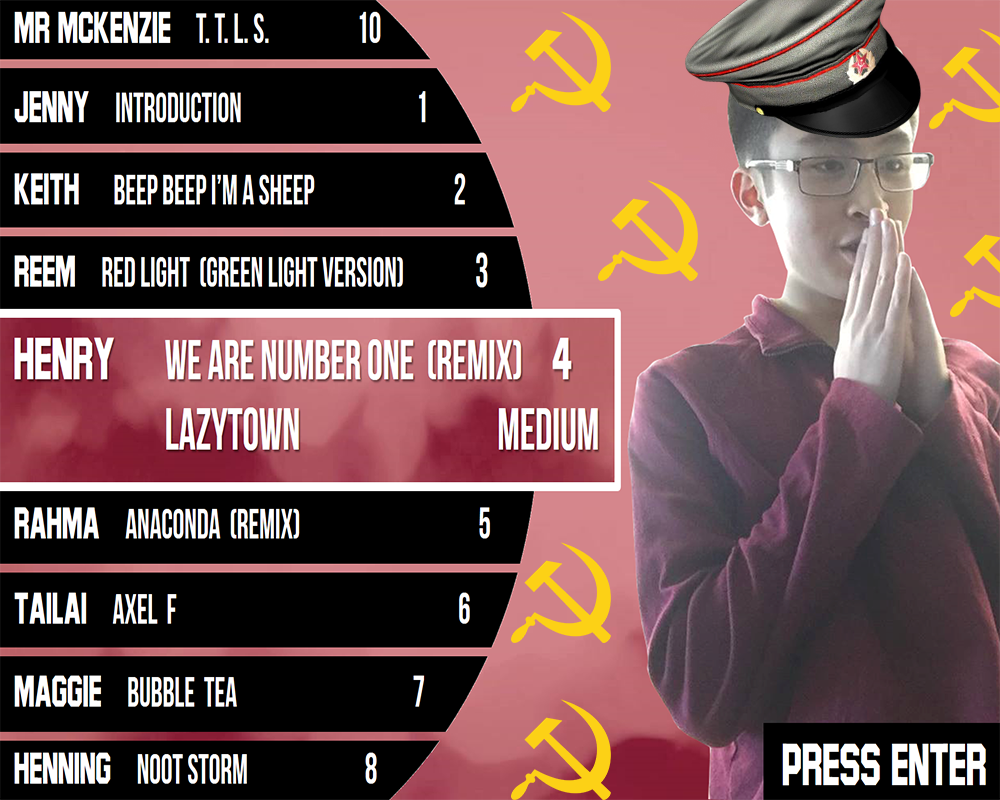 MR MCKENZIE T. T. L. S. 10
JENNY INTRODUCTION 1
KEITH BEEP BEEP I'M A SHEEP 2
REEM RED LIGHT (GREEN LIGHT VERSION) 3
HENRY WE ARE NUMBER ONE (REMIX) 4
LAZYTOWN MEDIUM
RAHMA ANACONDA (REMIX) 5
TAILAI AXEL F 6
MAGGIE BUBBLE TEA 7
HENNING NOOT STORM 8
PRESS ENTER